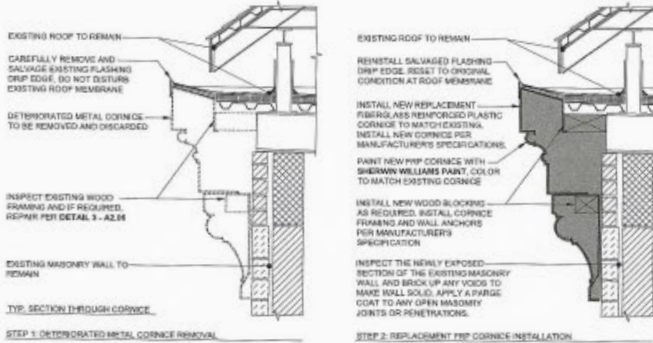 EXISTING ROOF TO REMAIN
CAREFULLY REMOVE AND
SALVAGE EXISTING FLASHING
DRIP EDGE. DO NOT DISTURB
EXISTING ROOF MEMBRANE
DETERIORATED METAL CORNICE
TO BE REMOVED AND DISCARDED
INSPECT EXISTING WOOD
FRAMING AND IF REQUIRED,
REPAIR PER DETAIL 3 - A2.06
EXISTING MASONRY WALL TO
REMAIN
TYP. SECTION THROUGH CORNICE
STEP 1: DETERIORATED METAL CORNICE REMOVAL
EXISTING ROOF TO REMAIN
REINSTALL SALVAGED FLASHING
DRIP EDGE. RESET TO ORIGINAL
CONDITION AT ROOF MEMBRANE
INSTALL NEW REPLACEMENT
FIBERGLASS REINFORCED PLASTIC
CORNICE TO MATCH EXISTING.
INSTALL NEW CORNICE PER
MANUFACTURER'S SPECIFICATIONS.
PAINT NEW FRP CORNICE WITH
SHERWIN WILLIAMS PAINT, COLOR
TO MATCH EXISTING CORNICE
INSTALL NEW WOOD BLOCKING
AS REQUIRED. INSTALL CORNICE
FRAMING AND WALL ANCHORS
PER MANUFACTURER'S
SPECIFICATION
INSPECT THE NEWLY EXPOSED
SECTION OF THE EXISTING MASONRY
WALL AND BRICK UP ANY VOIDS TO
MAKE WALL SOLID. APPLY A PARGE
COAT TO ANY OPEN MASONRY
JOINTS OR PENETRATIONS.
STEP 2: REPLACEMENT FRP CORNICE INSTALLATION